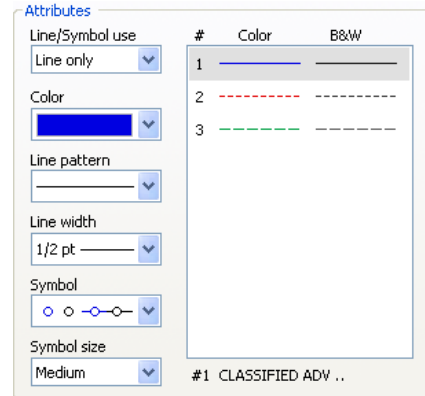 Attributes
Line/Symbol use
Line only
Color
Line pattern
Line width
1/2 pt
Symbol
Symbol size
Medium
# Color B&W
1
2
3
#1 CLASSIFIED ADV ..